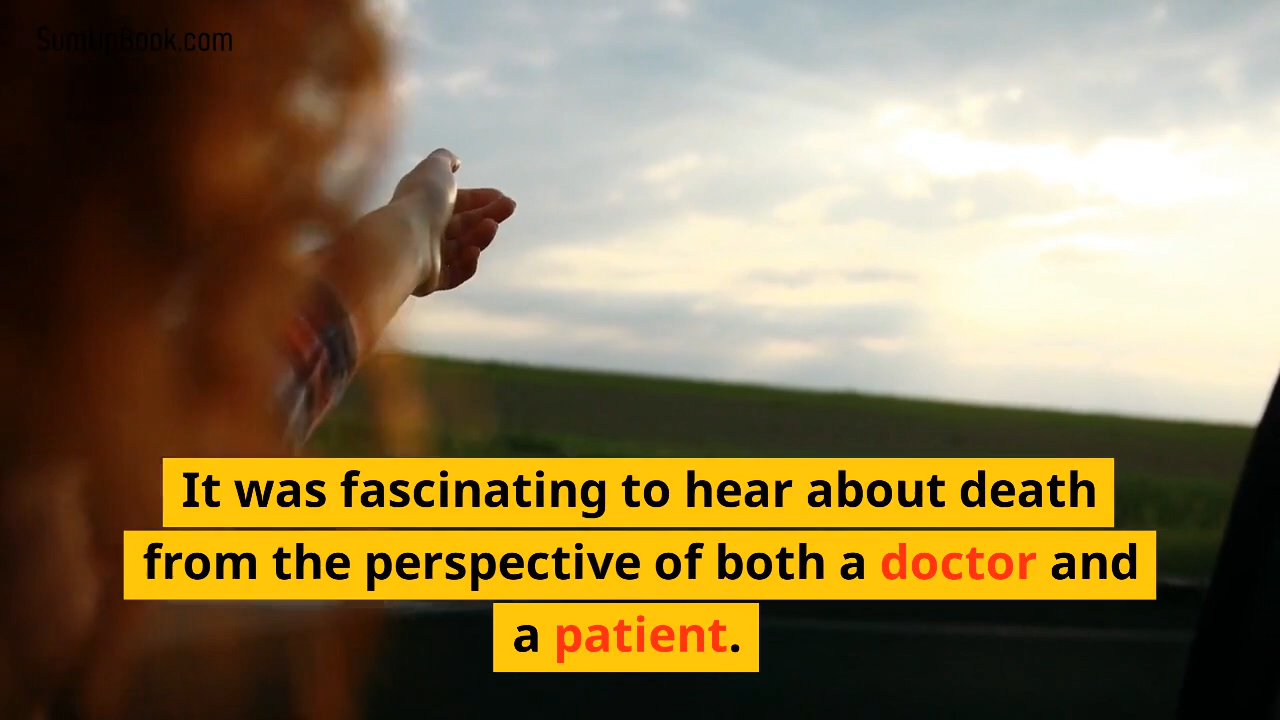 SumUpBook.com
It was fascinating to hear about death
from the perspective of both a doctor and
a patient.